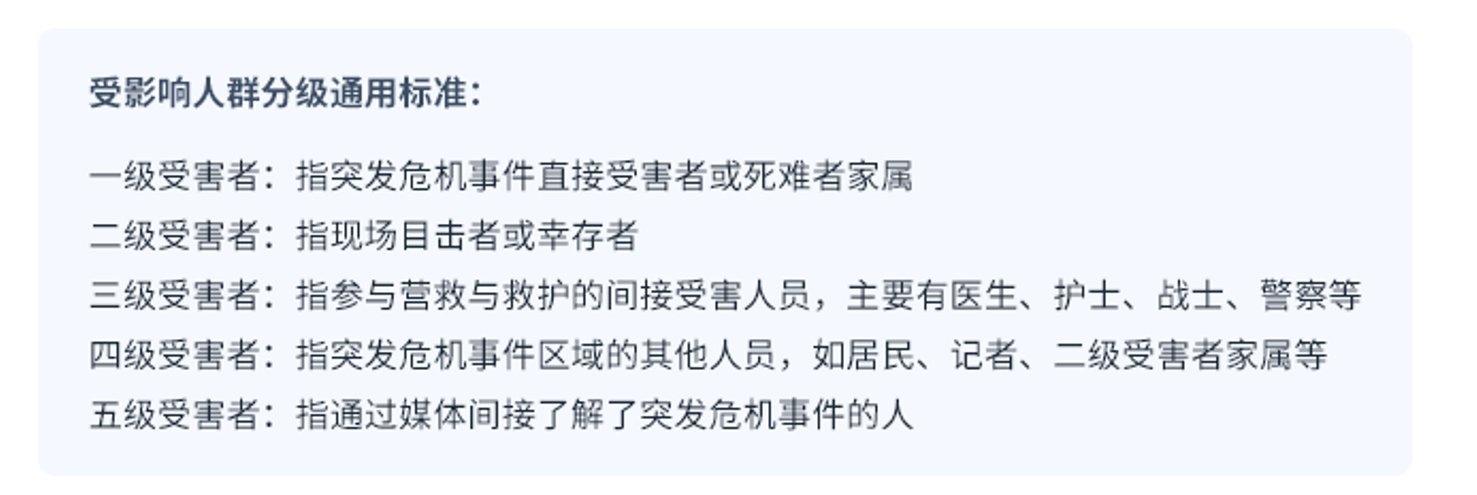 受影响人群分级通用标准：
一级受害者：指突发危机事件直接受害者或死难者家属
二级受害者：指现场目击者或幸存者
三级受害者：指参与营救与救护的间接受害人员，主要有医生、护士、战士、警察等
四级受害者：指突发危机事件区域的其他人员，如居民、记者、二级受害者家属等
五级受害者：指通过媒体间接了解了突发危机事件的人